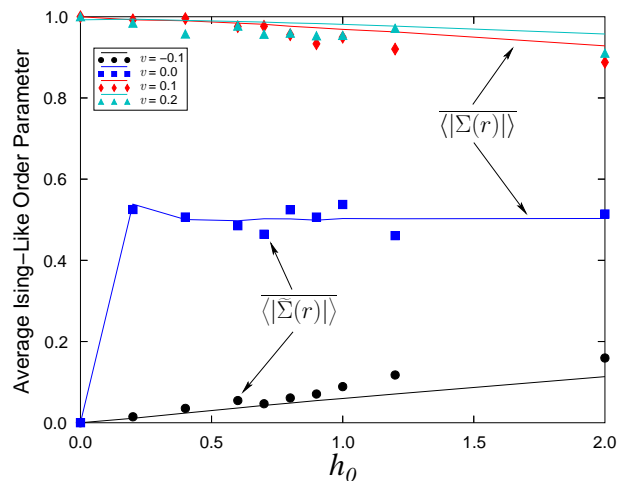 Average Ising−Like Order Parameter
1.0
0.8
0.6
0.4
0.2
0.0
v = −0.1
v = 0.0
v = 0.1
v = 0.2
⟨|Σ(r)|⟩
⟨|Σ̃(r)|⟩
0.0 0.5 1.0 1.5 2.0
h0